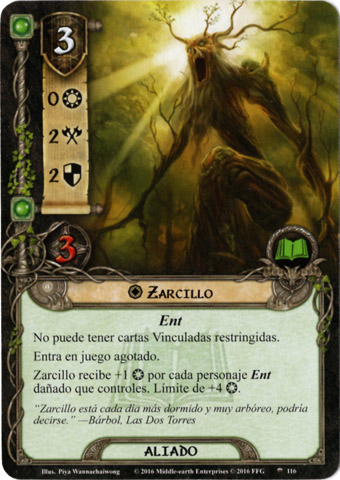 3
0
2
2
3
Zarcillo
Ent
No puede tener cartas Vinculadas restringidas.
Entra en juego agotado.
Zarcillo recibe +1 por cada personaje Ent
dañado que controles. Límite de +4 .
“Zarcillo está cada día más dormido y muy arbóreo, podría
decirse.” —Bárbol, Las Dos Torres
ALIADO
Illus. Piya Wannachaiwong
© 2016 Middle-earth Enterprises © 2016 FFG
116